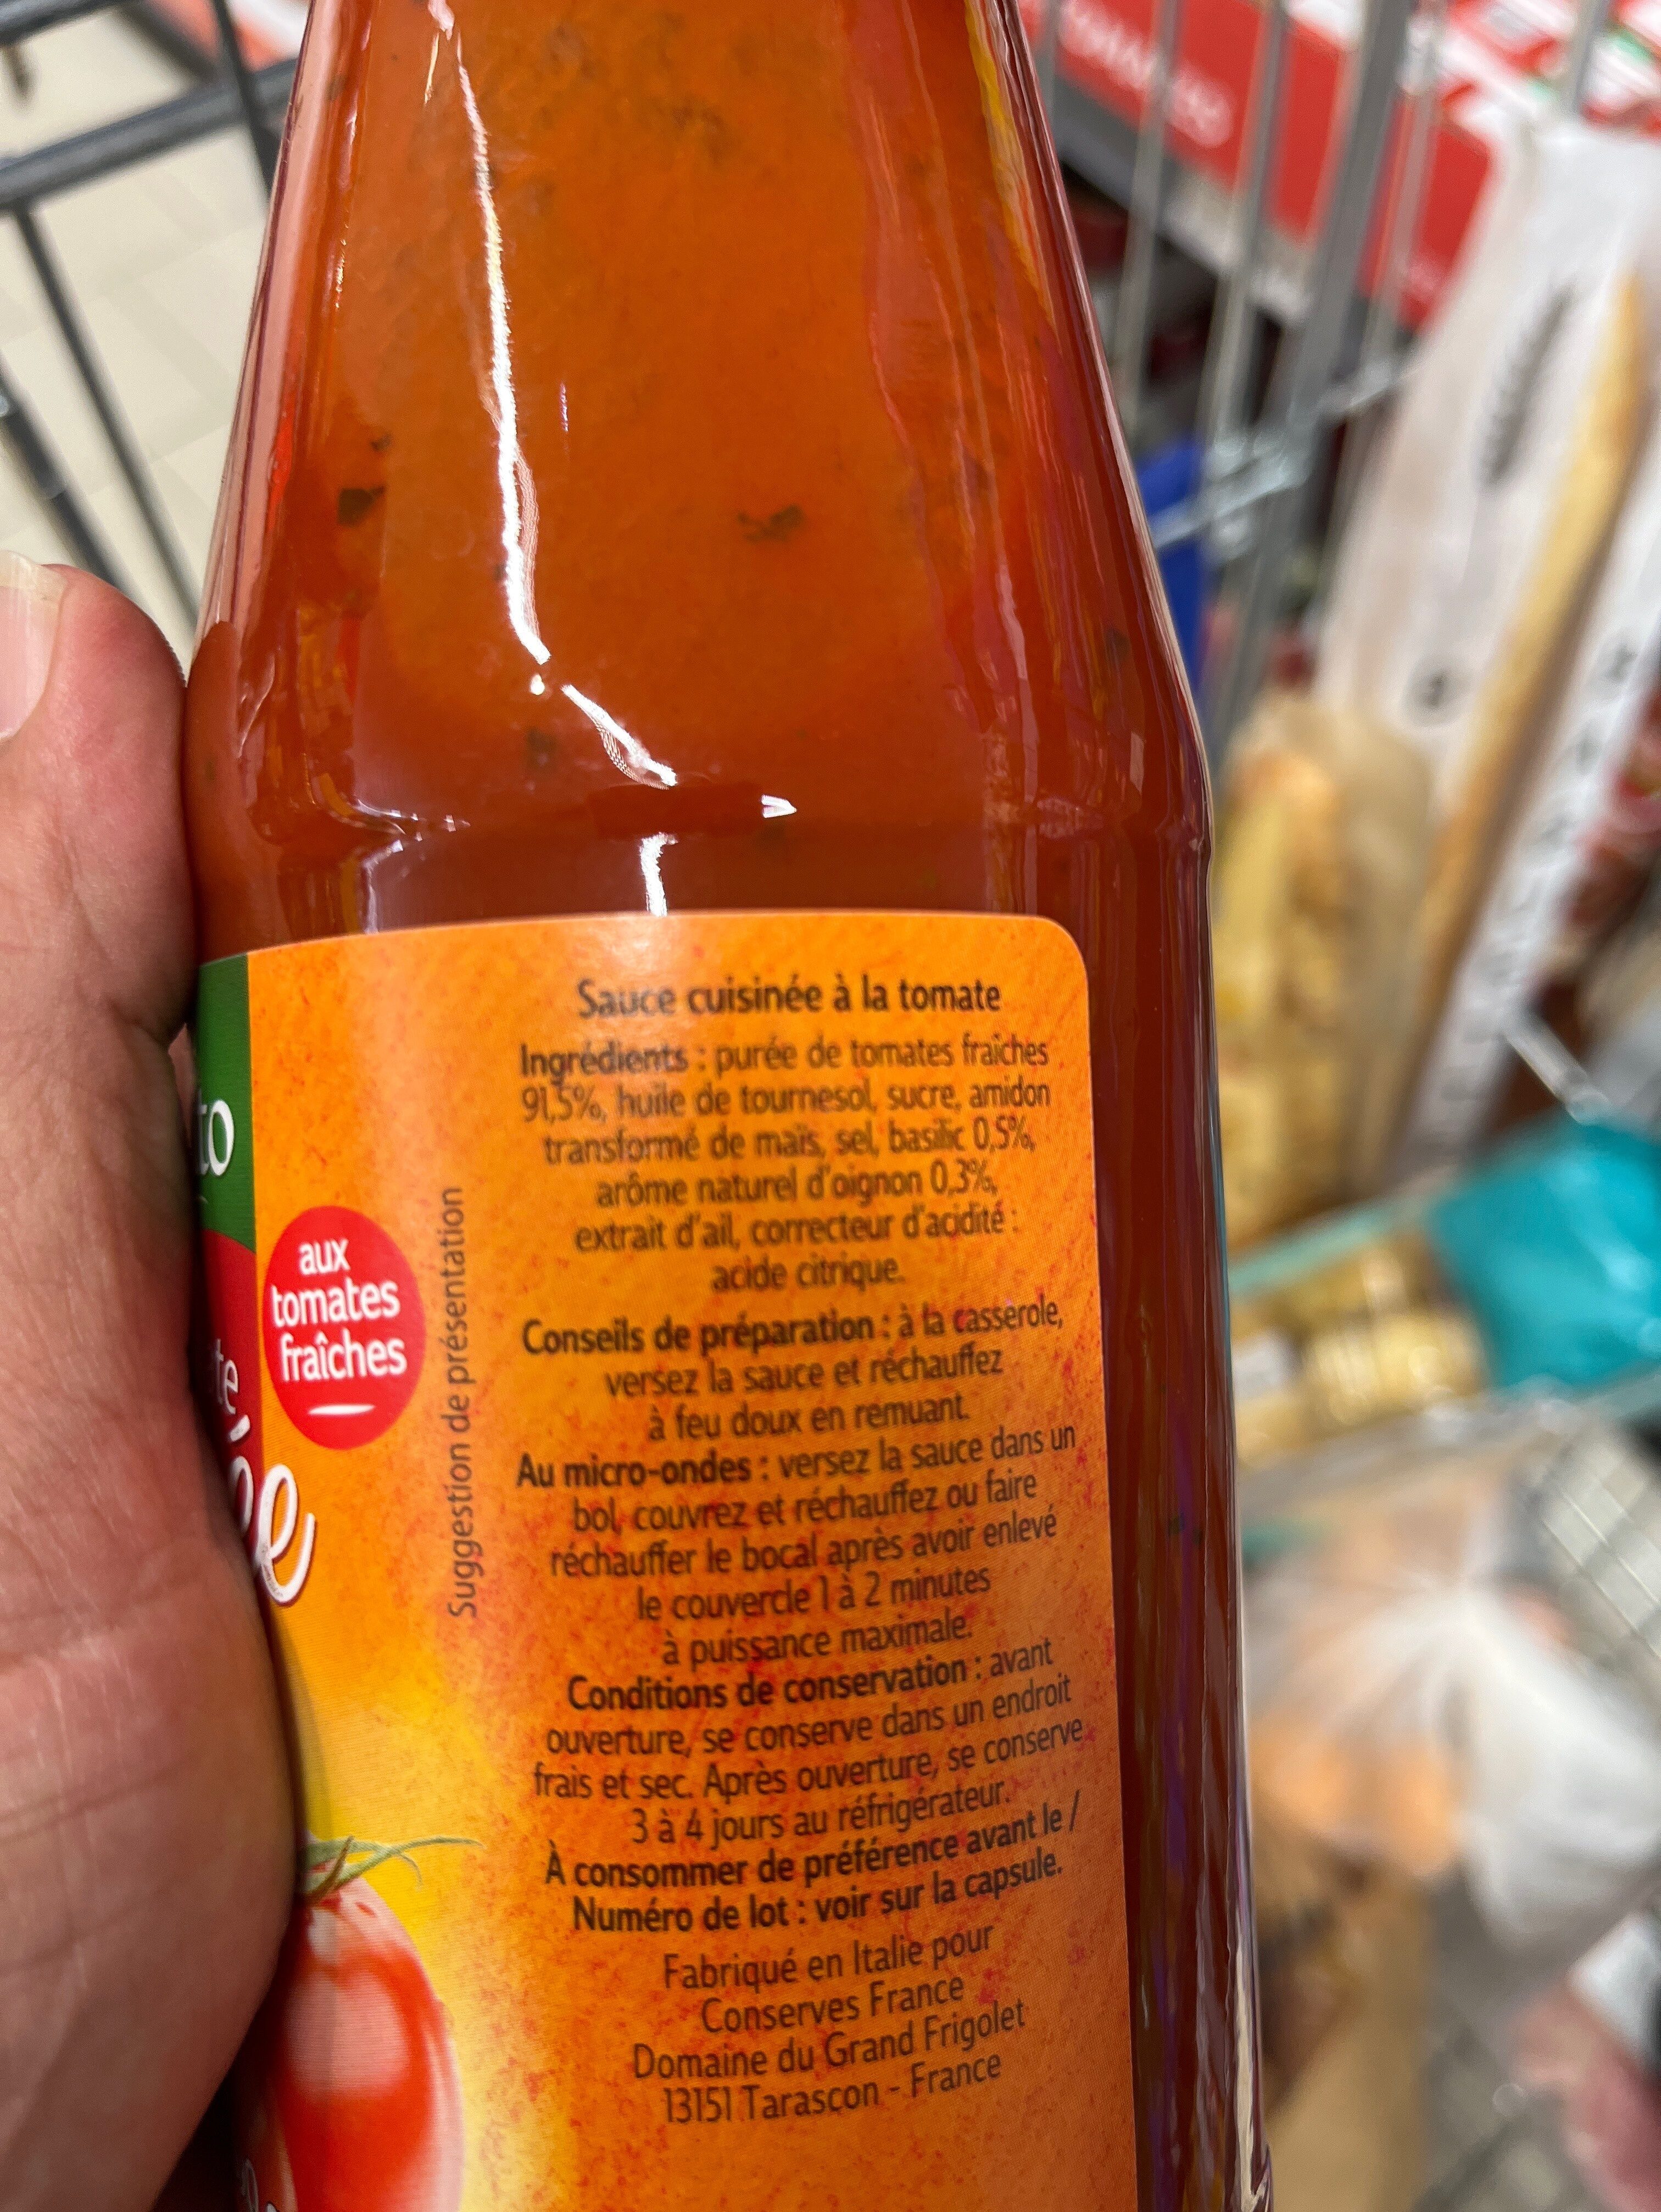 Sauce cuisinée à la tomate
Ingrédients : purée de tomates fraîches
91,5%, huile de tournesol, sucre, amidon
transformé de maïs, sel, basilic 0,5%,
arôme naturel d'oignon 0,3%,
extrait d'ail, correcteur d'acidité :
acide citrique.
Conseils de préparation : à la casserole,
versez la sauce et réchauffez
à feu doux en remuant.
Au micro-ondes : versez la sauce dans un
bol, couvrez et réchauffez ou faire
réchauffer le bocal après avoir enlevé
le couvercle 1 à 2 minutes
à puissance maximale.
Conditions de conservation : avant
ouverture, se conserve dans un endroit
frais et sec. Après ouverture, se conserve
3 à 4 jours au réfrigérateur.
À consommer de préférence avant le /
Numéro de lot : voir sur la capsule.
Fabriqué en Italie pour
Conserves France
Domaine du Grand Frigolet
13151 Tarascon - France
Suggestion de présentation
aux
tomates
fraîches